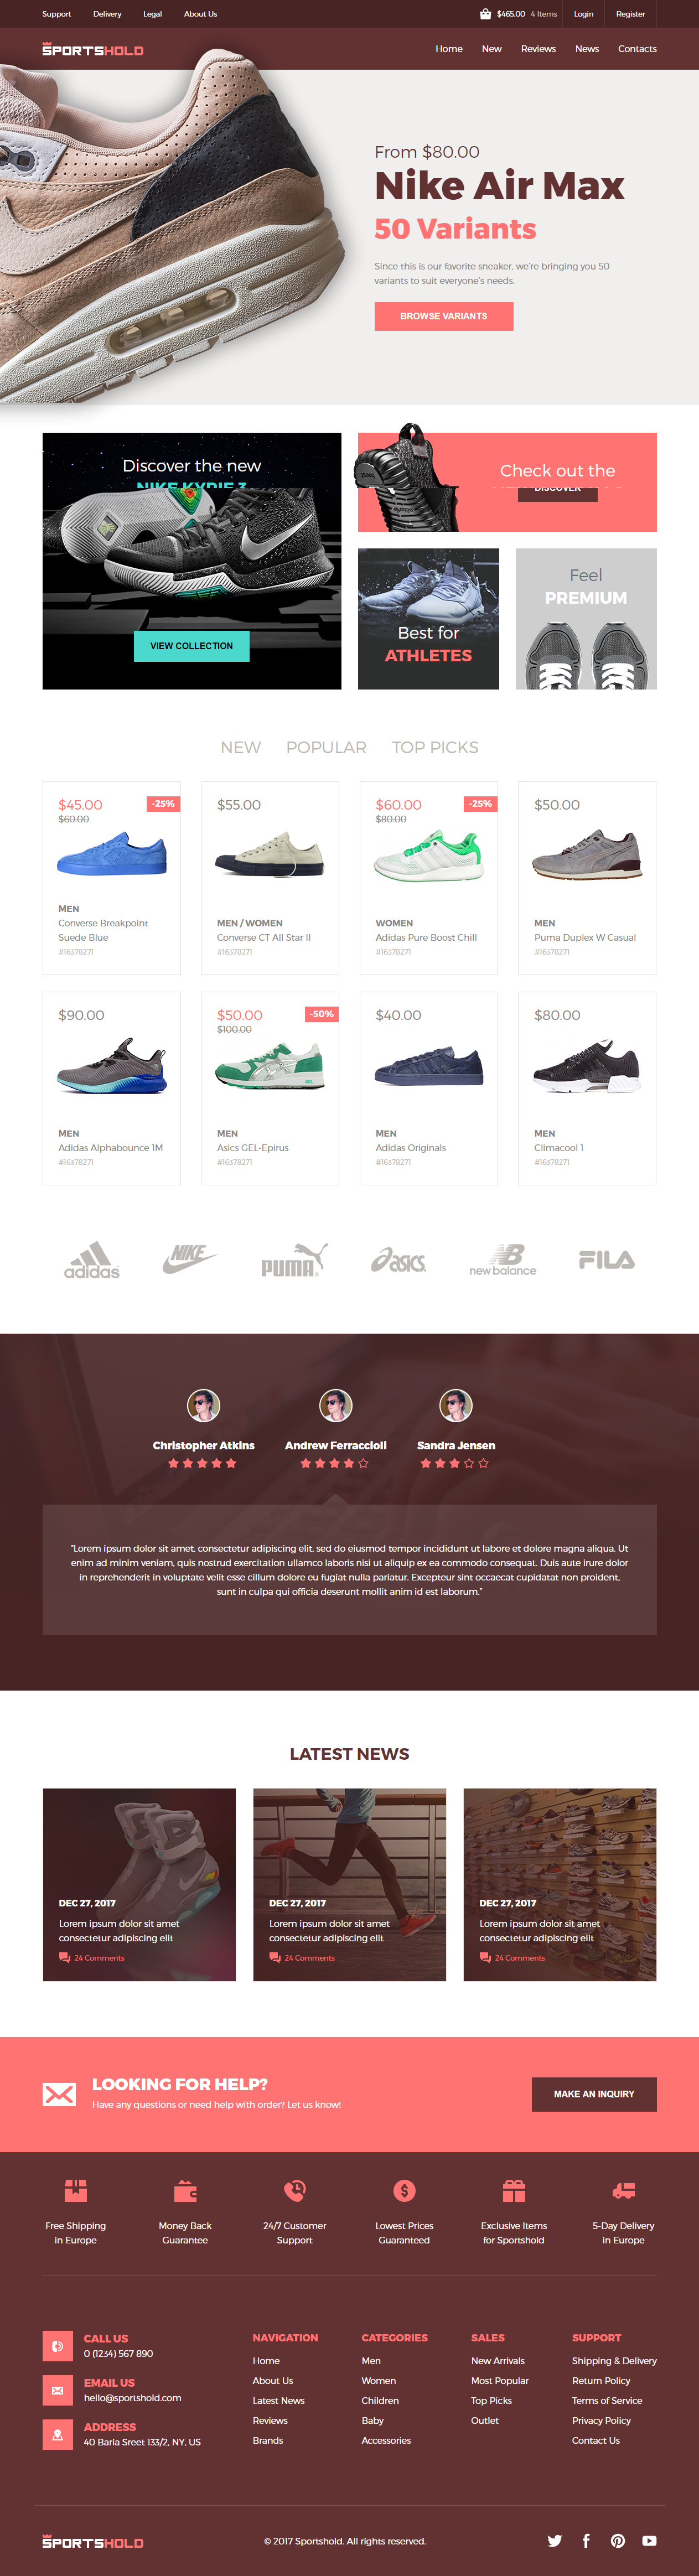 Support Delivery Legal About Us $465.00 4 Items Login Register
SPORTSHOLD Home New Reviews News Contacts
From $80.00
Nike Air Max
50 Variants
Since this is our favorite sneaker, we're bringing you 50
variants to suit everyone's needs.
BROWSE VARIANTS
Discover the new
NIKE KYRIE 3
VIEW COLLECTION
Check out the
DISCOVER
Best for
ATHLETES
Feel
PREMIUM
NEW POPULAR TOP PICKS
$45.00 -25%
$60.00
MEN
Converse Breakpoint
Suede Blue
#16378271
$55.00
MEN / WOMEN
Converse CT All Star II
#16378271
$60.00 -25%
$80.00
WOMEN
Adidas Pure Boost Chill
#16378271
$50.00
MEN
Puma Duplex W Casual
#16378271
$90.00
MEN
Adidas Alphabounce 1M
#16378271
$50.00 -50%
$100.00
MEN
Asics GEL-Epirus
#16378271
$40.00
MEN
Adidas Originals
#16378271
$80.00
MEN
Climacool 1
#16378271
adidas NIKE PUMA asics new balance FILA
Christopher Atkins Andrew Ferraccioli Sandra Jensen
"Lorem ipsum dolor sit amet, consectetur adipiscing elit, sed do eiusmod tempor incididunt ut labore et dolore magna aliqua. Ut
enim ad minim veniam, quis nostrud exercitation ullamco laboris nisi ut aliquip ex ea commodo consequat. Duis aute irure dolor
in reprehenderit in voluptate velit esse cillum dolore eu fugiat nulla pariatur. Excepteur sint occaecat cupidatat non proident,
sunt in culpa qui officia deserunt mollit anim id est laborum."
LATEST NEWS
DEC 27, 2017
Lorem ipsum dolor sit amet
consectetur adipiscing elit
24 Comments
DEC 27, 2017
Lorem ipsum dolor sit amet
consectetur adipiscing elit
24 Comments
DEC 27, 2017
Lorem ipsum dolor sit amet
consectetur adipiscing elit
24 Comments
LOOKING FOR HELP?
Have any questions or need help with order? Let us know!
MAKE AN INQUIRY
Free Shipping
in Europe
Money Back
Guarantee
24/7 Customer
Support
Lowest Prices
Guaranteed
Exclusive Items
for Sportshold
5-Day Delivery
in Europe
CALL US
0 (1234) 567 890
EMAIL US
hello@sportshold.com
ADDRESS
40 Baria Sreet 133/2, NY, US
NAVIGATION
Home
About Us
Latest News
Reviews
Brands
CATEGORIES
Men
Women
Children
Baby
Accessories
SALES
New Arrivals
Most Popular
Top Picks
Outlet
SUPPORT
Shipping & Delivery
Return Policy
Terms of Service
Privacy Policy
Contact Us
SPORTSHOLD © 2017 Sportshold. All rights reserved.